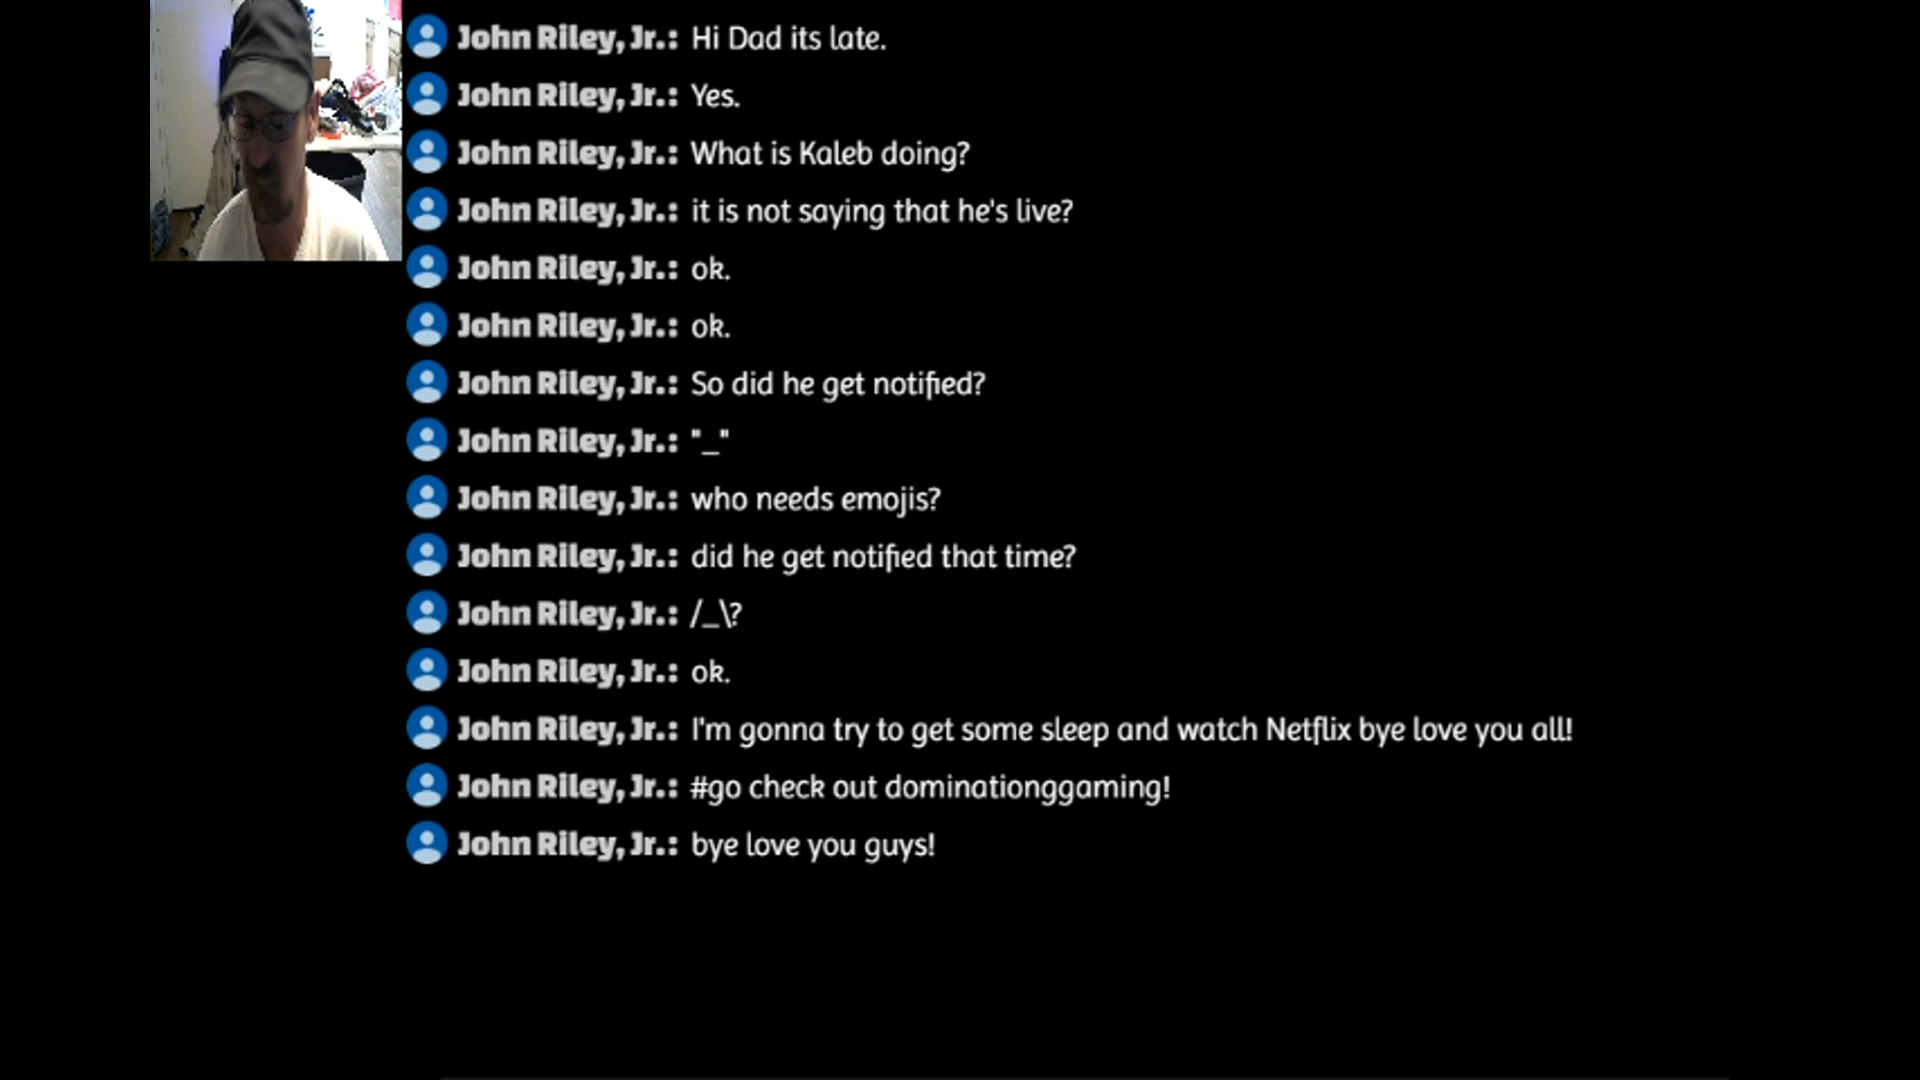 John Riley, Jr.: Hi Dad its late.
John Riley, Jr.: Yes.
John Riley, Jr.: What is Kaleb doing?
John Riley, Jr.: it is not saying that he's live?
John Riley, Jr.: ok.
John Riley, Jr.: ok.
John Riley, Jr.: So did he get notified?
John Riley, Jr.: "_"
John Riley, Jr.: who needs emojis?
John Riley, Jr.: did he get notified that time?
John Riley, Jr.: /_\?
John Riley, Jr.: ok.
John Riley, Jr.: I'm gonna try to get some sleep and watch Netflix bye love you all!
John Riley, Jr.: #go check out dominationggaming!
John Riley, Jr.: bye love you guys!